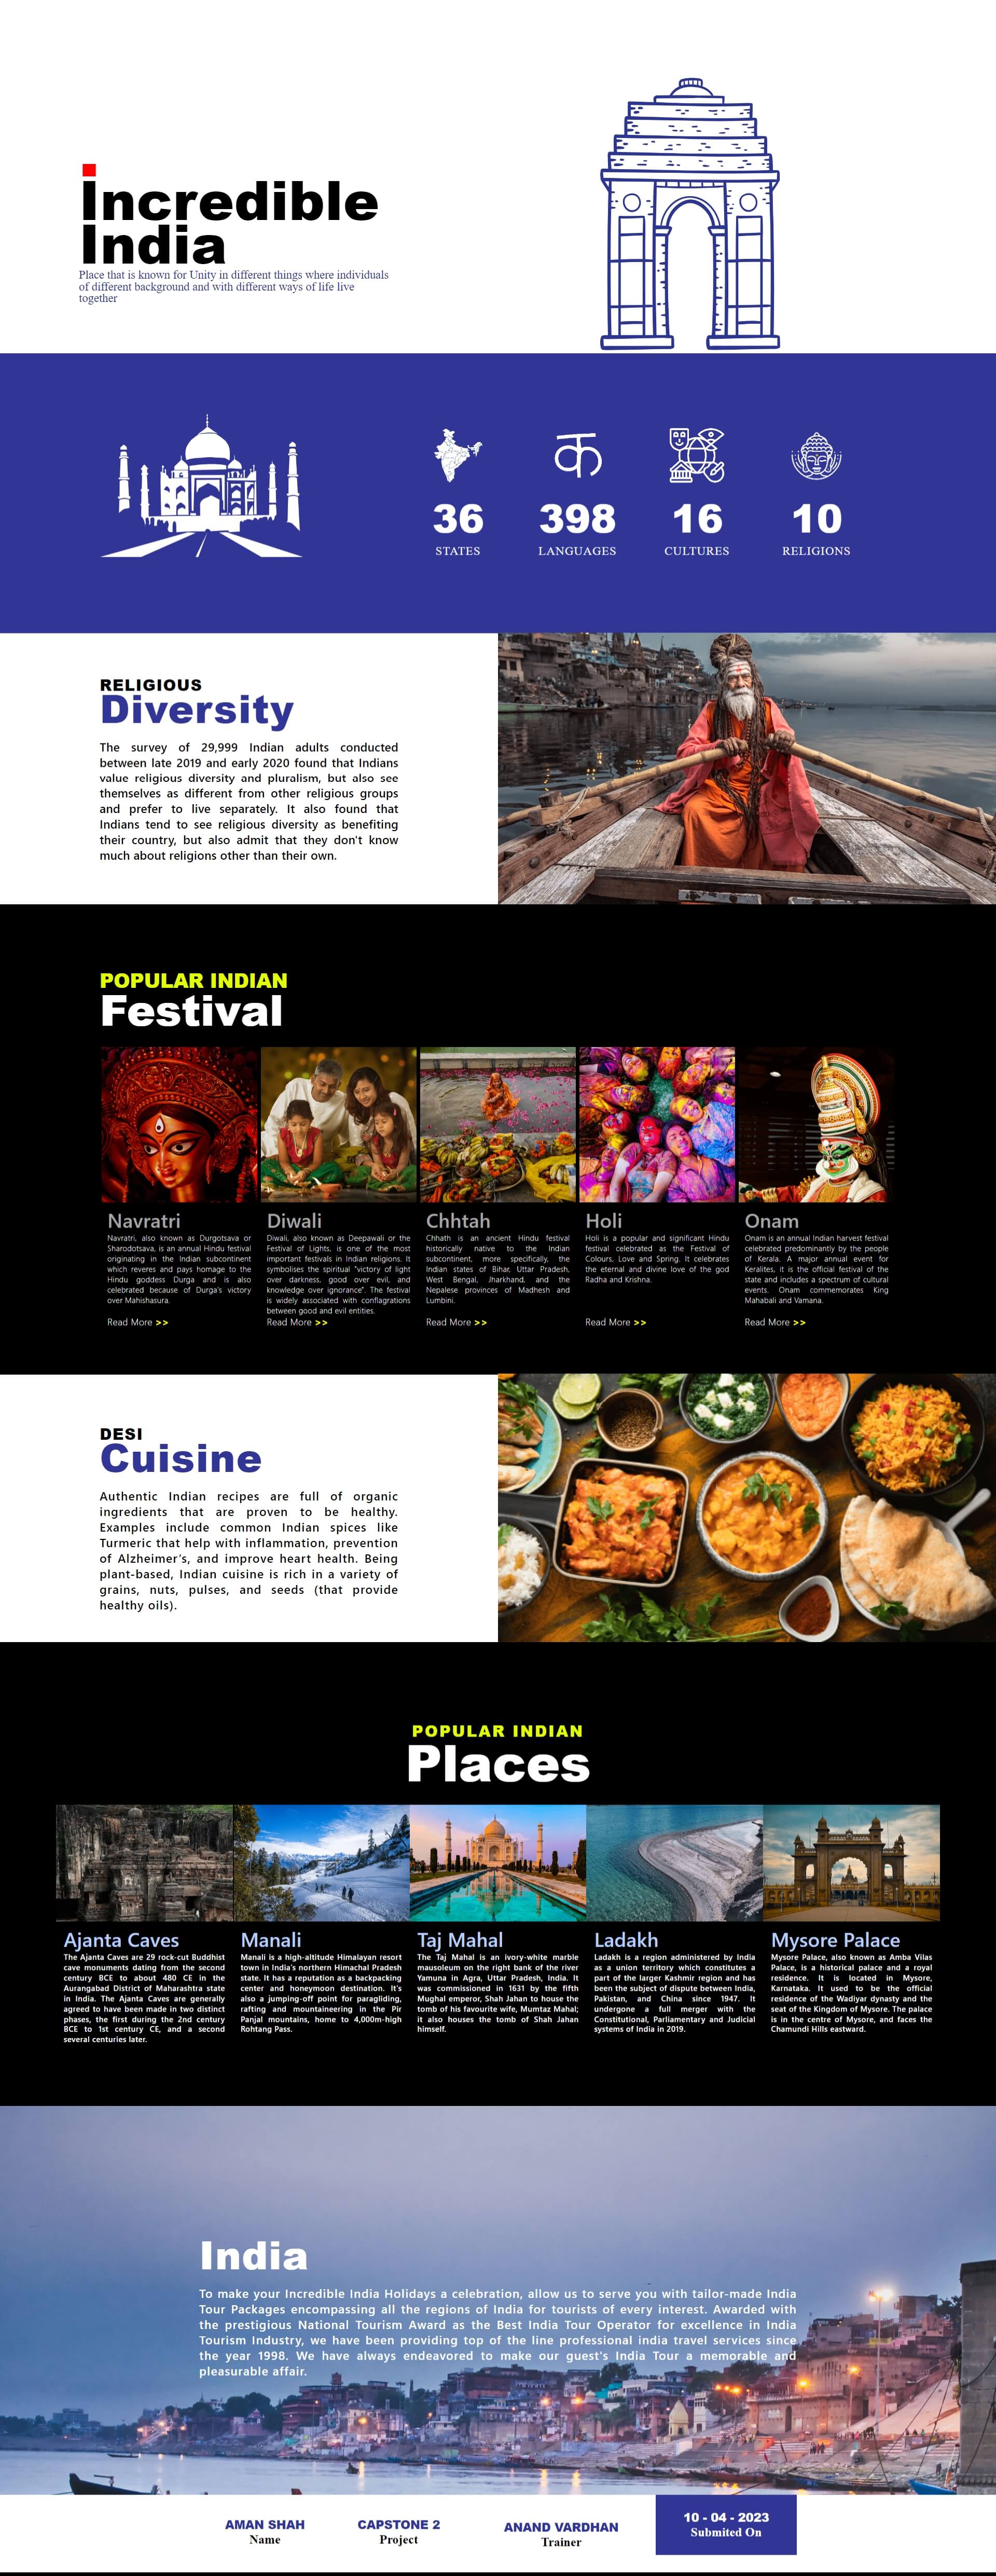 Incredible
India
Place that is known for Unity in different things where individuals
of different background and with different ways of life live
together
क
36
STATES
398
LANGUAGES
16
CULTURES
10
RELIGIONS
RELIGIOUS
Diversity
The survey of 29,999 Indian adults conducted
between late 2019 and early 2020 found that Indians
value religious diversity and pluralism, but also see
themselves as different from other religious groups
and prefer to live separately. It also found that
Indians tend to see religious diversity as benefiting
their country, but also admit that they don't know
much about religions other than their own.
POPULAR INDIAN
Festival
Navratri
Navratri, also known as Durgotsava or
Sharodotsava, is an annual Hindu festival
originating in the Indian subcontinent
which reveres and pays homage to the
Hindu goddess Durga and is also
celebrated because of Durga's victory
over Mahishasura.
Read More >>
Diwali
Diwali, also known as Deepawali or the
Festival of Lights, is one of the most
important festivals in Indian religions. It
symbolises the spiritual "victory of light
over darkness, good over evil, and
knowledge over ignorance". The festival
is widely associated with conflagrations
between good and evil entities.
Read More >>
Chhtah
Chhath is an ancient Hindu festival
historically native to the Indian
subcontinent, more specifically, the
Indian states of Bihar, Uttar Pradesh,
West Bengal, Jharkhand, and the
Nepalese provinces of Madhesh and
Lumbini.
Read More >>
Holi
Holi is a popular and significant Hindu
festival celebrated as the Festival of
Colours, Love and Spring. It celebrates
the eternal and divine love of the god
Radha and Krishna.
Read More >>
Onam
Onam is an annual Indian harvest festival
celebrated predominantly by the people
of Kerala. A major annual event for
Keralites, it is the official festival of the
state and includes a spectrum of cultural
events. Onam commemorates King
Mahabali and Vamana.
Read More >>
DESI
Cuisine
Authentic Indian recipes are full of organic
ingredients that are proven to be healthy.
Examples include common Indian spices like
Turmeric that help with inflammation, prevention
of Alzheimer's, and improve heart health. Being
plant-based, Indian cuisine is rich in a variety of
grains, nuts, pulses, and seeds (that provide
healthy oils).
POPULAR INDIAN
Places
Ajanta Caves
The Ajanta Caves are 29 rock-cut Buddhist
cave monuments dating from the second
century BCE to about 480 CE in the
Aurangabad District of Maharashtra state
in India. The Ajanta Caves are generally
agreed to have been made in two distinct
phases, the first during the 2nd century
BCE to 1st century CE, and a second
several centuries later.
Manali
Manali is a high-altitude Himalayan resort
town in India's northern Himachal Pradesh
state. It has a reputation as a backpacking
center and honeymoon destination. It's
also a jumping-off point for paragliding,
rafting and mountaineering in the Pir
Panjal mountains, home to 4,000m-high
Rohtang Pass.
Taj Mahal
The Taj Mahal is an ivory-white marble
mausoleum on the right bank of the river
Yamuna in Agra, Uttar Pradesh, India. It
was commissioned in 1631 by the fifth
Mughal emperor, Shah Jahan to house the
tomb of his favourite wife, Mumtaz Mahal;
it also houses the tomb of Shah Jahan
himself.
Ladakh
Ladakh is a region administered by India
as a union territory which constitutes a
part of the larger Kashmir region and has
been the subject of dispute between India,
Pakistan, and China since 1947. It
undergone a full merger with the
Constitutional, Parliamentary and Judicial
systems of India in 2019.
Mysore Palace
Mysore Palace, also known as Amba Vilas
Palace, is a historical palace and a royal
residence. It is located in Mysore,
Karnataka. It used to be the official
residence of the Wadiyar dynasty and the
seat of the Kingdom of Mysore. The palace
is in the centre of Mysore, and faces the
Chamundi Hills eastward.
India
To make your Incredible India Holidays a celebration, allow us to serve you with tailor-made India
Tour Packages encompassing all the regions of India for tourists of every interest. Awarded with
the prestigious National Tourism Award as the Best India Tour Operator for excellence in India
Tourism Industry, we have been providing top of the line professional india travel services since
the year 1998. We have always endeavored to make our guest's India Tour a memorable and
pleasurable affair.
AMAN SHAH
Name
CAPSTONE 2
Project
ANAND VARDHAN
Trainer
10 - 04 - 2023
Submited On